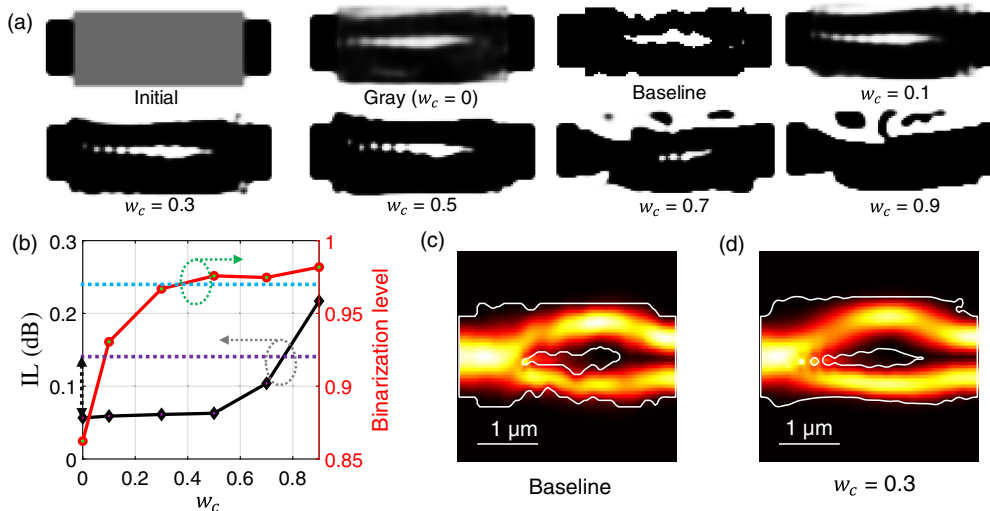 (a)
Initial
Gray (w_c = 0)
Baseline
w_c = 0.1
w_c = 0.3
w_c = 0.5
w_c = 0.7
w_c = 0.9
(b)
0.3
0.2
0.1
0
IL (dB)
1
0.95
0.9
0.85
Binarization level
0 0.2 0.4 0.6 0.8
w_c
(c)
1 μm
Baseline
(d)
1 μm
w_c = 0.3